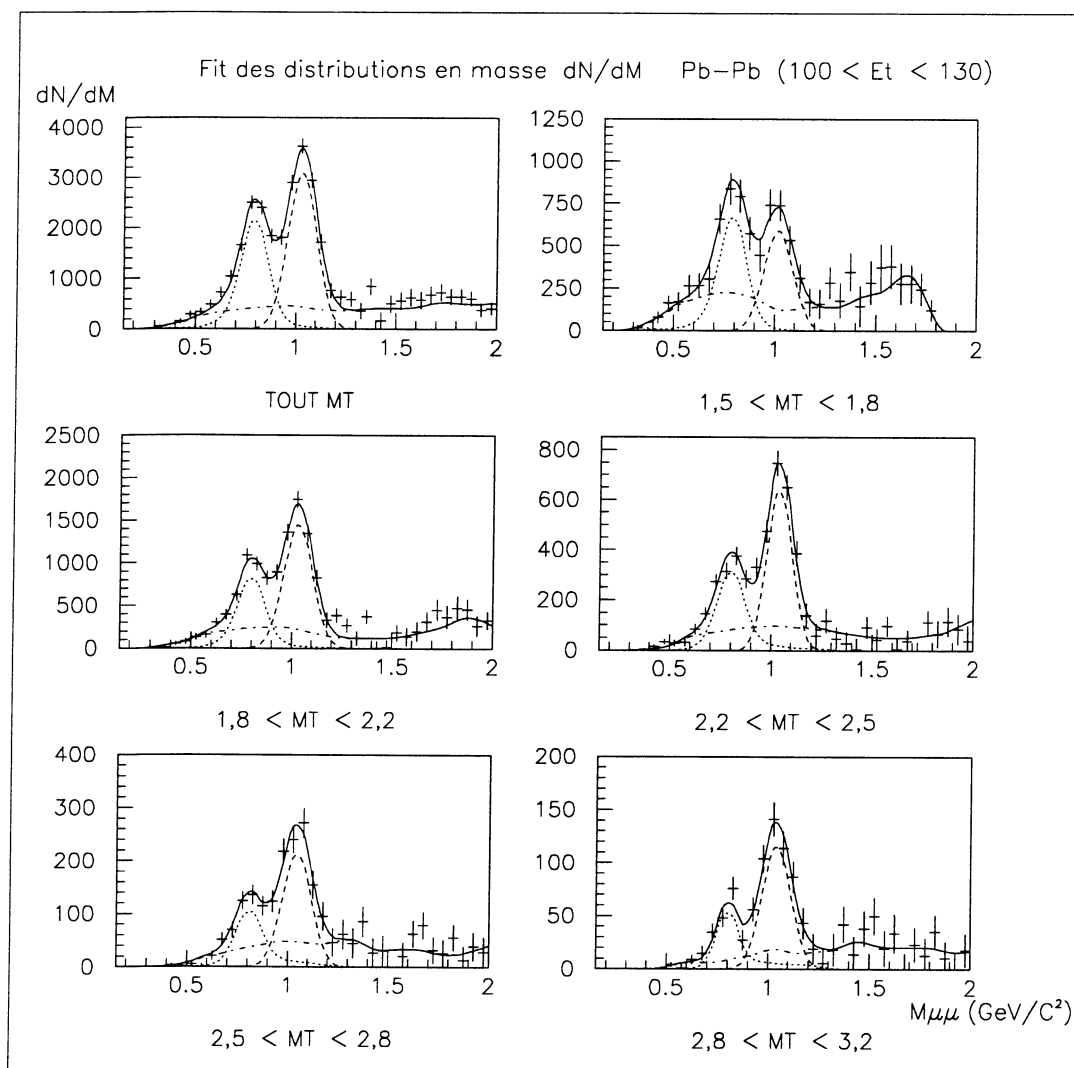 Fit des distributions en masse dN/dM Pb-Pb (100 < Et < 130)
dN/dM
4000
3000
2000
1000
0
0.5 1 1.5 2
TOUT MT
1250
1000
750
500
250
0
0.5 1 1.5 2
1,5 < MT < 1,8
2500
2000
1500
1000
500
0
0.5 1 1.5 2
1,8 < MT < 2,2
800
600
400
200
0
0.5 1 1.5 2
2,2 < MT < 2,5
400
300
200
100
0
0.5 1 1.5 2
2,5 < MT < 2,8
200
150
100
50
0
0.5 1 1.5 2
Mμμ (GeV/C²)
2,8 < MT < 3,2